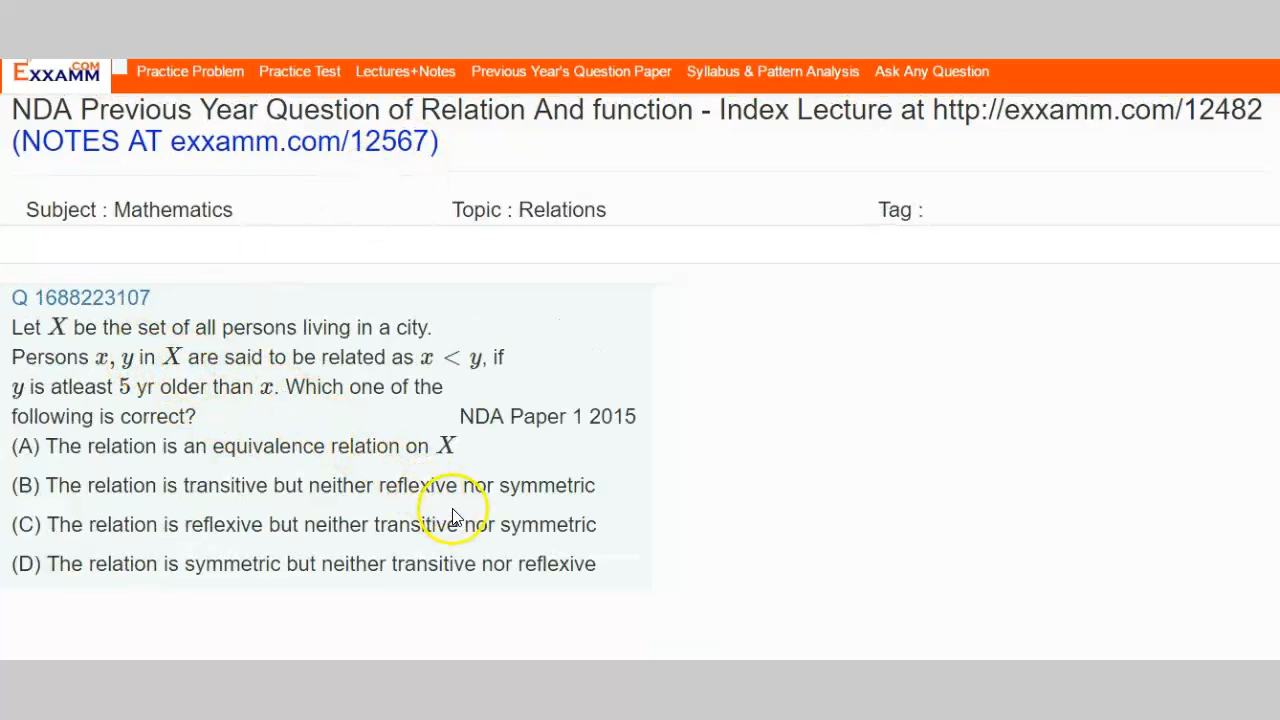 EXXAMM.COM
Practice Problem Practice Test Lectures+Notes Previous Year's Question Paper Syllabus & Pattern Analysis Ask Any Question
NDA Previous Year Question of Relation And function - Index Lecture at http://exxamm.com/12482
(NOTES AT exxamm.com/12567)
Subject : Mathematics Topic : Relations Tag :
Q 1688223107
Let X be the set of all persons living in a city.
Persons x, y in X are said to be related as x < y, if
y is atleast 5 yr older than x. Which one of the
following is correct? NDA Paper 1 2015
(A) The relation is an equivalence relation on X
(B) The relation is transitive but neither reflexive nor symmetric
(C) The relation is reflexive but neither transitive nor symmetric
(D) The relation is symmetric but neither transitive nor reflexive